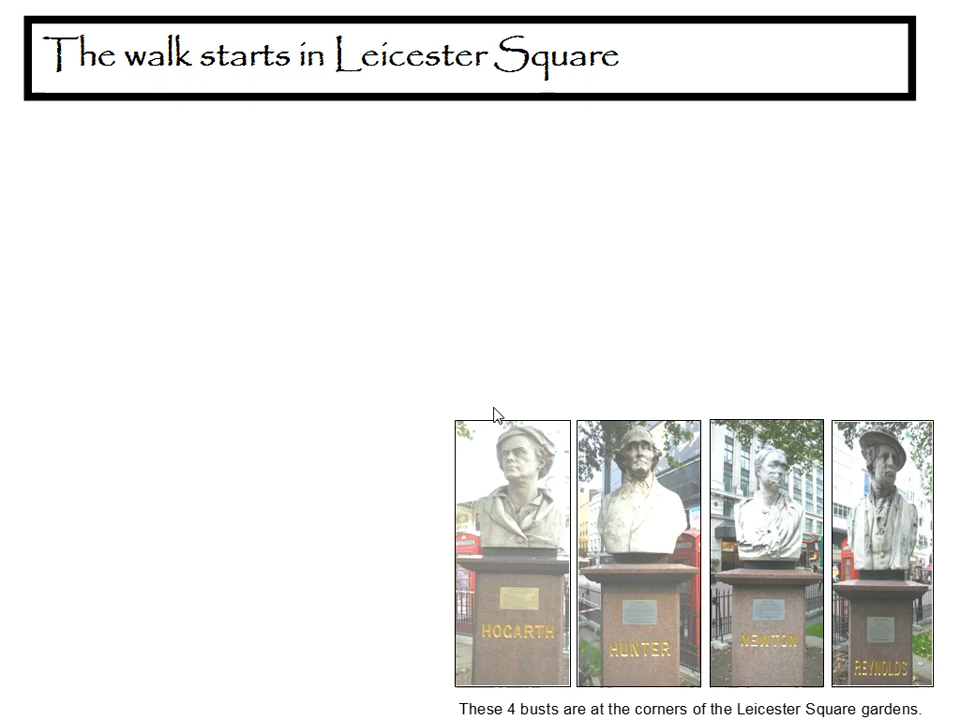 The walk starts in Leicester Square
HOGARTH
HUNTER
NEWTON
REYNOLDS
These 4 busts are at the corners of the Leicester Square gardens.